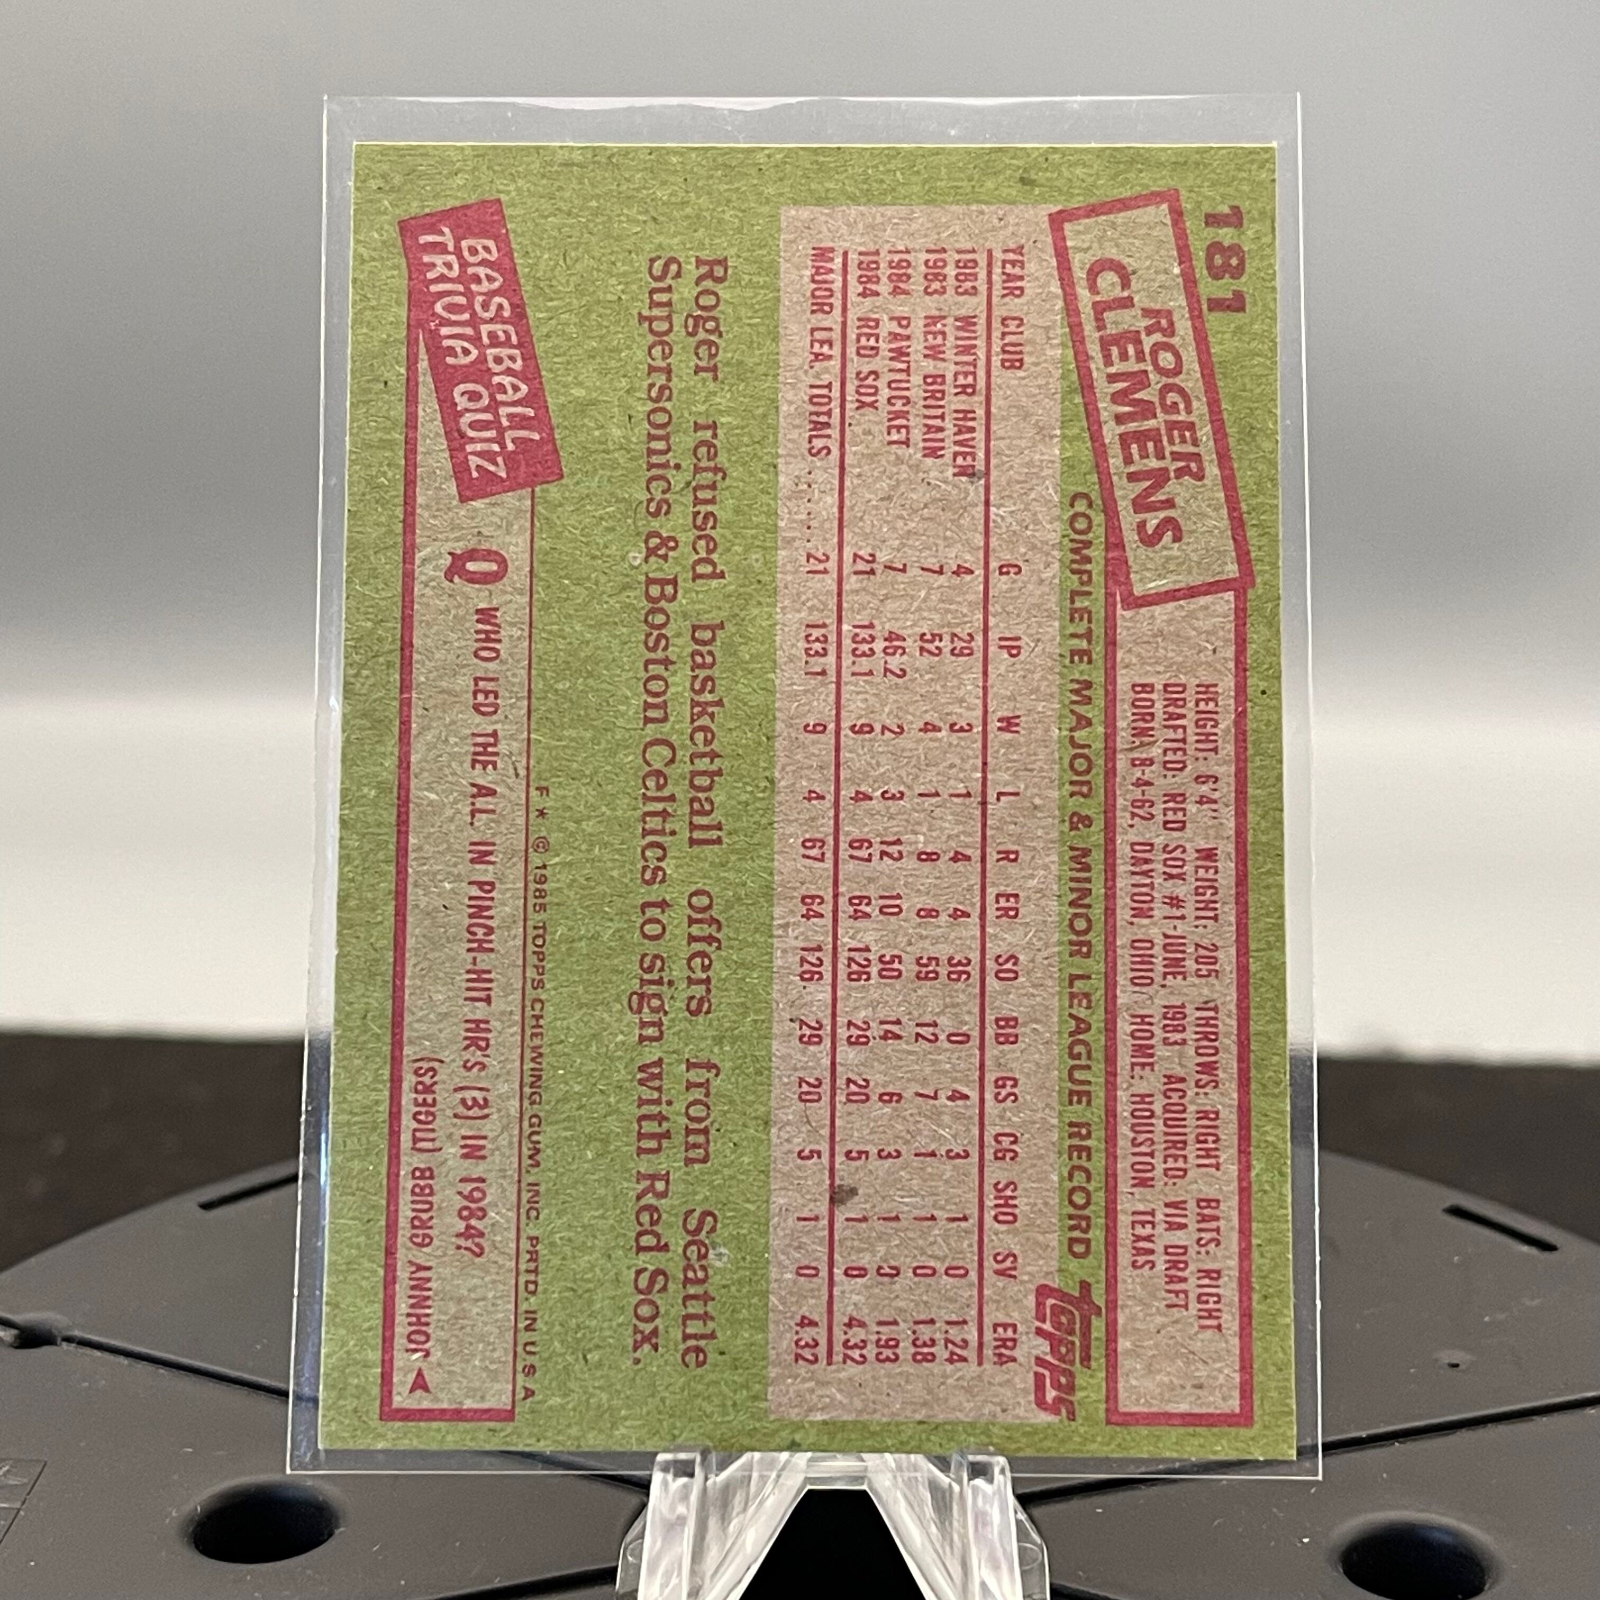 181
ROGER
CLEMENS
HEIGHT: 6'4" WEIGHT: 205 THROWS: RIGHT BATS: RIGHT
DRAFTED: RED SOX #1-JUNE, 1983 ACQUIRED: VIA DRAFT
BORN: 8-4-62, DAYTON, OHIO HOME: HOUSTON, TEXAS
COMPLETE MAJOR & MINOR LEAGUE RECORD
TOPPS
YEAR CLUB G IP W L R ER SO BB GS CG SHO SV ERA
1983 WINTER HAVEN 4 29 3 1 4 4 36 0 4 3 1 0 1.24
1983 NEW BRITAIN 7 52 4 1 8 8 59 12 7 1 1 0 1.38
1984 PAWTUCKET 7 46.2 2 3 12 10 50 14 6 3 1 0 1.93
1984 RED SOX 21 133.1 9 4 67 64 126 29 20 5 1 0 4.32
MAJOR LEA. TOTALS ...... 21 133.1 9 4 67 64 126 29 20 5 1 0 4.32
Roger refused basketball offers from Seattle
Supersonics & Boston Celtics to sign with Red Sox.
F * © 1985 TOPPS CHEWING GUM, INC. PRTD. IN U S A
BASEBALL
TRIVIA QUIZ
Q WHO LED THE A.L. IN PINCH-HIT HR'S (3) IN 1984?
JOHNNY GRUBB (TIGERS)